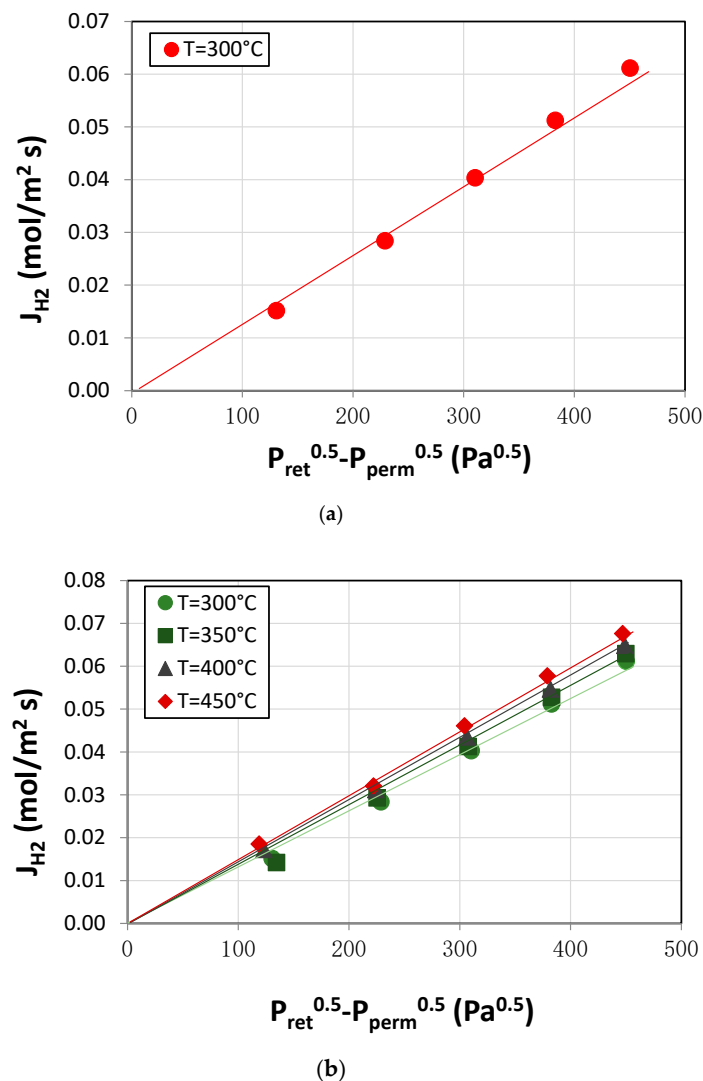 0.07
T=300°C
0.06
0.05
0.04
0.03
0.02
0.01
0.00
J_H2 (mol/m² s)
0 100 200 300 400 500
P_ret^0.5-P_perm^0.5 (Pa^0.5)
(a)
0.08
T=300°C
0.07
T=350°C
0.06
T=400°C
T=450°C
0.05
0.04
0.03
0.02
0.01
0.00
J_H2 (mol/m² s)
0 100 200 300 400 500
P_ret^0.5-P_perm^0.5 (Pa^0.5)
(b)